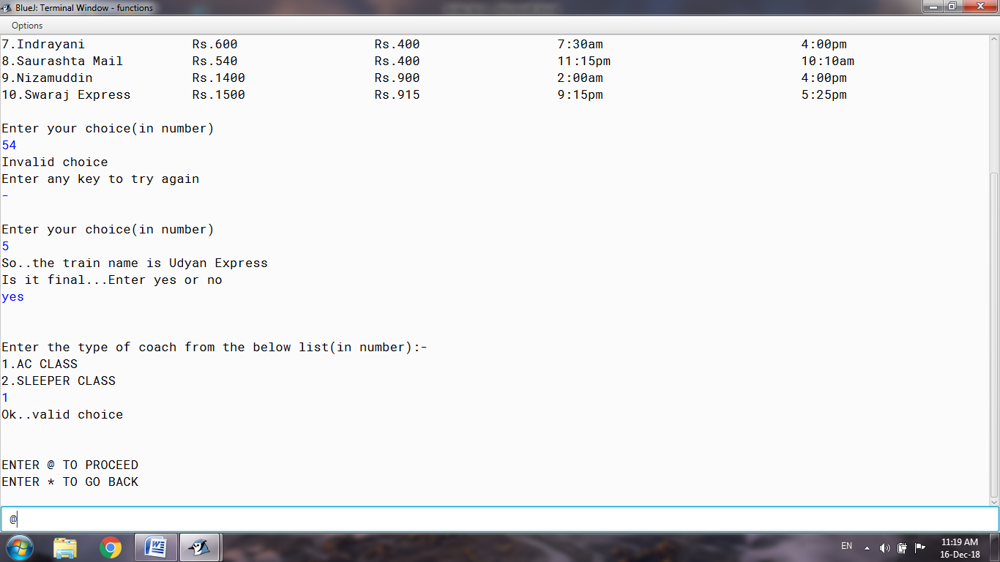 BlueJ: Terminal Window - functions
Options
7.Indrayani Rs.600 Rs.400 7:30am 4:00pm
8.Saurashta Mail Rs.540 Rs.400 11:15pm 10:10am
9.Nizamuddin Rs.1400 Rs.900 2:00am 4:00pm
10.Swaraj Express Rs.1500 Rs.915 9:15pm 5:25pm
Enter your choice(in number)
54
Invalid choice
Enter any key to try again
-
Enter your choice(in number)
5
So..the train name is Udyan Express
Is it final...Enter yes or no
yes
Enter the type of coach from the below list(in number):-
1.AC CLASS
2.SLEEPER CLASS
1
Ok..valid choice
ENTER @ TO PROCEED
ENTER * TO GO BACK
@
EN 11:19 AM
16-Dec-18